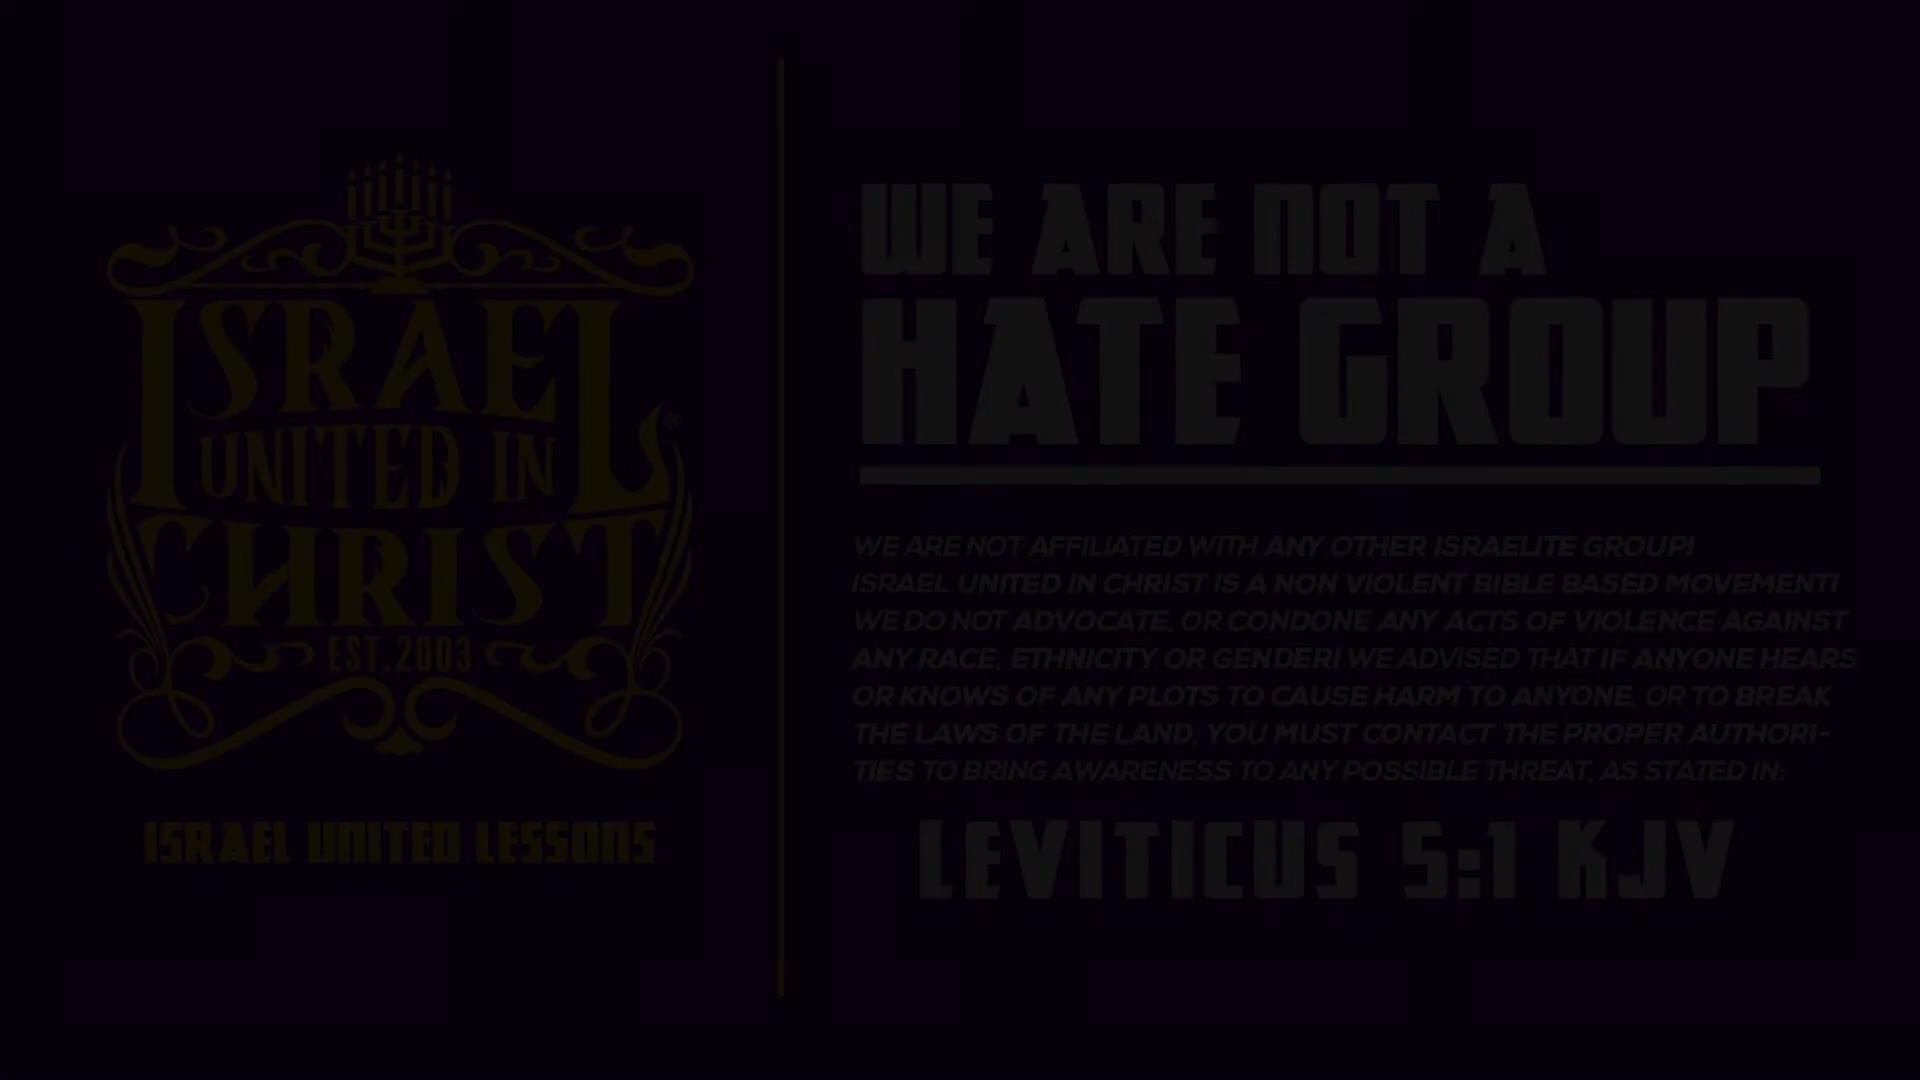 ISRAEL
UNITED IN
CHRIST
EST. 2003
ISRAEL UNITED LESSONS
WE ARE NOT A
HATE GROUP
WE ARE NOT AFFILIATED WITH ANY OTHER ISRAELITE GROUP!
ISRAEL UNITED IN CHRIST IS A NON VIOLENT BIBLE BASED MOVEMENT!
WE DO NOT ADVOCATE, OR CONDONE ANY ACTS OF VIOLENCE AGAINST
ANY RACE, ETHNICITY OR GENDER! WE ADVISED THAT IF ANYONE HEARS
OR KNOWS OF ANY PLOTS TO CAUSE HARM TO ANYONE, OR TO BREAK
THE LAWS OF THE LAND, YOU MUST CONTACT THE PROPER AUTHORI-
TIES TO BRING AWARENESS TO ANY POSSIBLE THREAT, AS STATED IN:
LEVITICUS 5:1 KJV